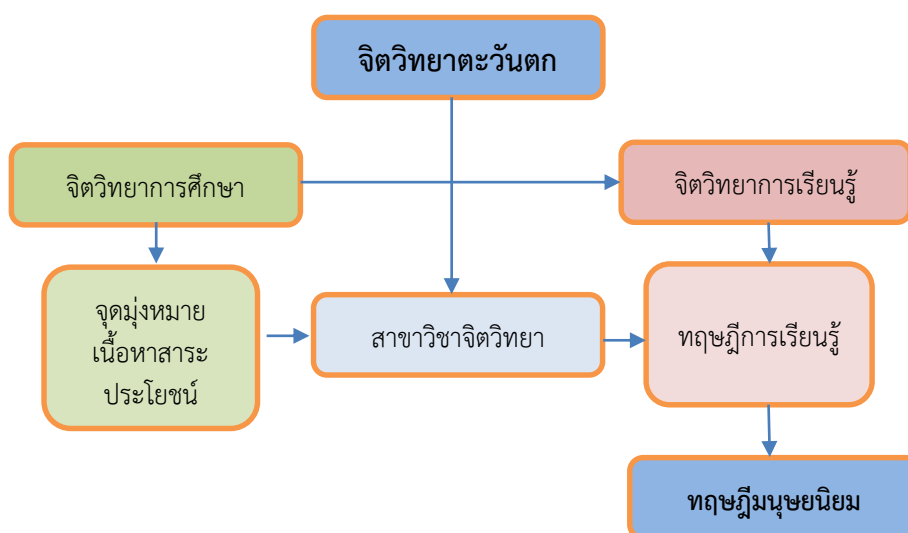 จิตวิทยาตะวันตก
จิตวิทยาการศึกษา
จิตวิทยาการเรียนรู้
จุดมุ่งหมาย
เนื้อหาสาระ
ประโยชน์
สาขาวิชาจิตวิทยา
ทฤษฎีการเรียนรู้
ทฤษฎีมนุษยนิยม